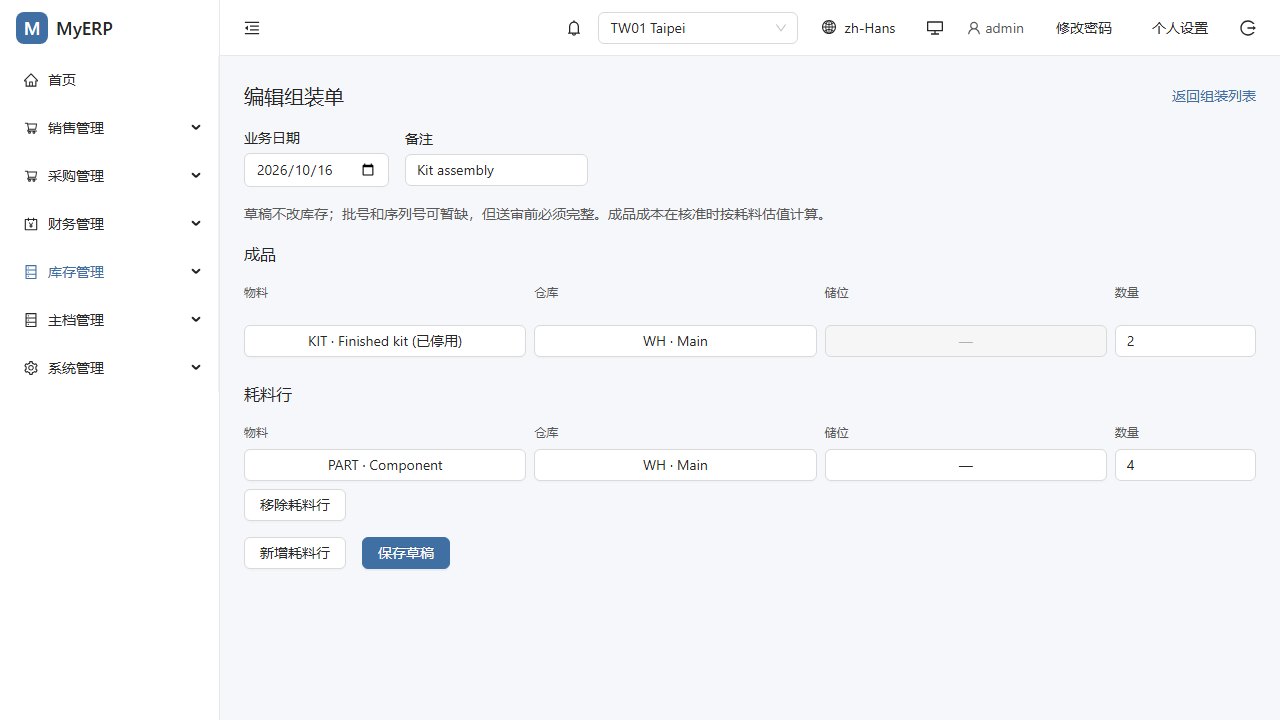 M MyERP
TW01 Taipei
zh-Hans
admin
修改密码
个人设置
首页
销售管理
采购管理
财务管理
库存管理
主档管理
系统管理
编辑组装单
返回组装列表
业务日期
备注
2026/10/16
Kit assembly
草稿不改库存；批号和序列号可暂缺，但送审前必须完整。成品成本在核准时按耗料估值计算。
成品
物料 仓库 储位 数量
KIT · Finished kit (已停用) WH · Main — 2
耗料行
物料 仓库 储位 数量
PART · Component WH · Main — 4
移除耗料行
新增耗料行 保存草稿